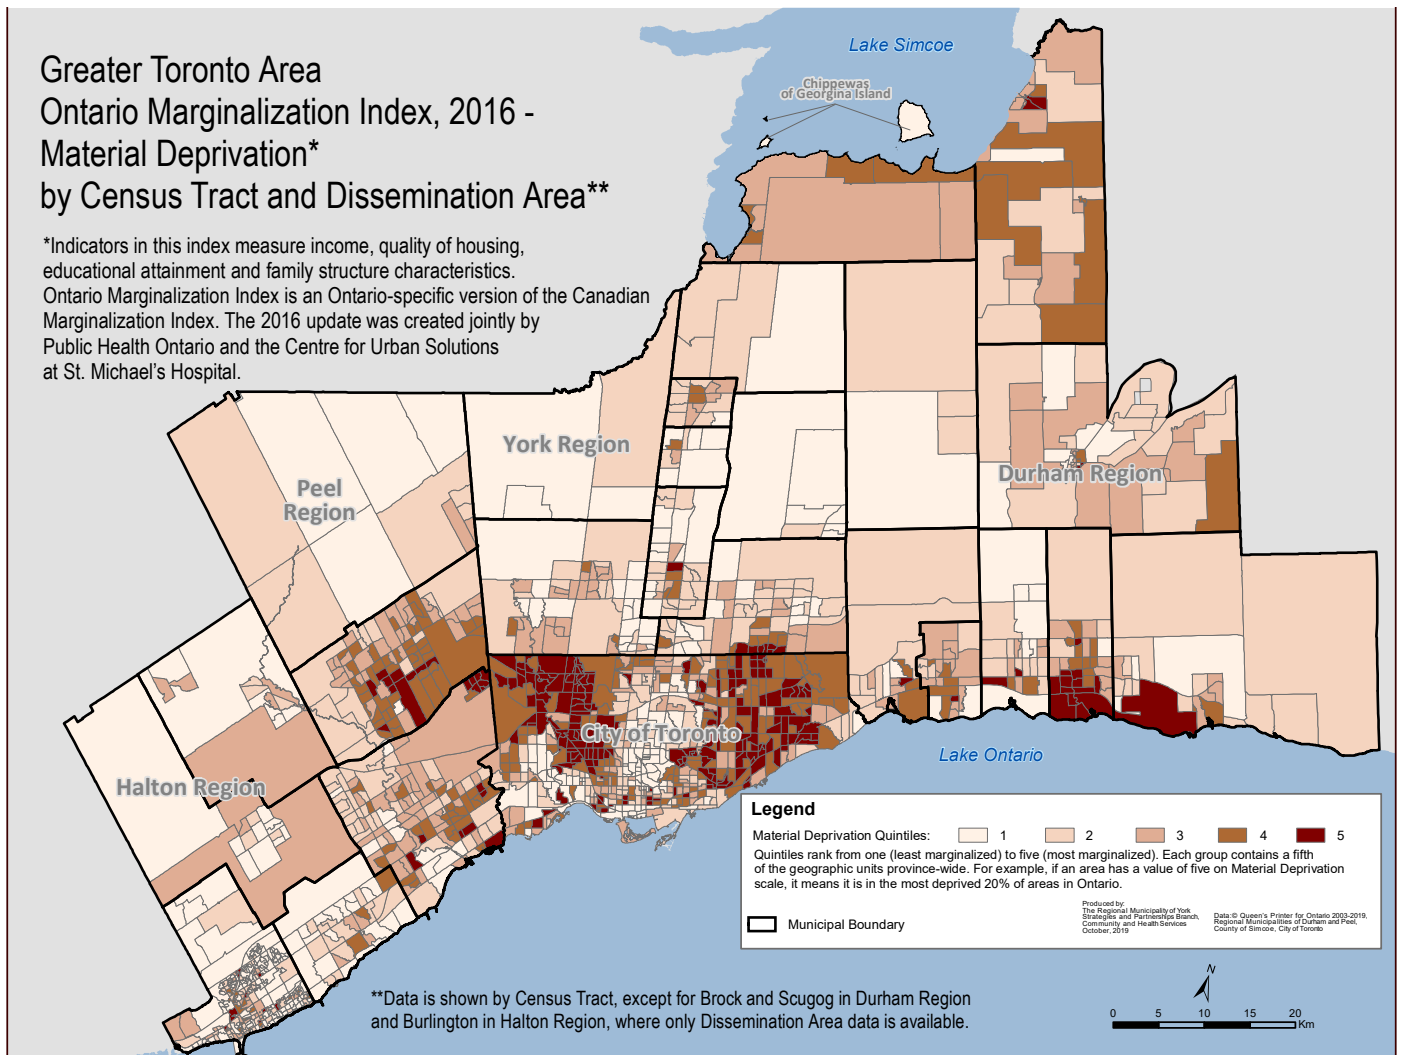 Greater Toronto Area
Ontario Marginalization Index, 2016 -
Material Deprivation*
by Census Tract and Dissemination Area**
*Indicators in this index measure income, quality of housing,
educational attainment and family structure characteristics.
Ontario Marginalization Index is an Ontario-specific version of the Canadian
Marginalization Index. The 2016 update was created jointly by
Public Health Ontario and the Centre for Urban Solutions
at St. Michael's Hospital.
Lake Simcoe
Chippewas
of Georgina Island
York Region
Peel
Region
Durham Region
City of Toronto
Halton Region
Lake Ontario
Legend
Material Deprivation Quintiles: 1 2 3 4 5
Quintiles rank from one (least marginalized) to five (most marginalized). Each group contains a fifth
of the geographic units province-wide. For example, if an area has a value of five on Material Deprivation
scale, it means it is in the most deprived 20% of areas in Ontario.
Municipal Boundary
Produced by:
The Regional Municipality of York
Strategies and Partnerships Branch,
Community and Health Services
October, 2019
Data:© Queen's Printer for Ontario 2003-2019,
Regional Municipalities of Durham and Peel,
County of Simcoe, City of Toronto
**Data is shown by Census Tract, except for Brock and Scugog in Durham Region
and Burlington in Halton Region, where only Dissemination Area data is available.
N
0 5 10 15 20
Km